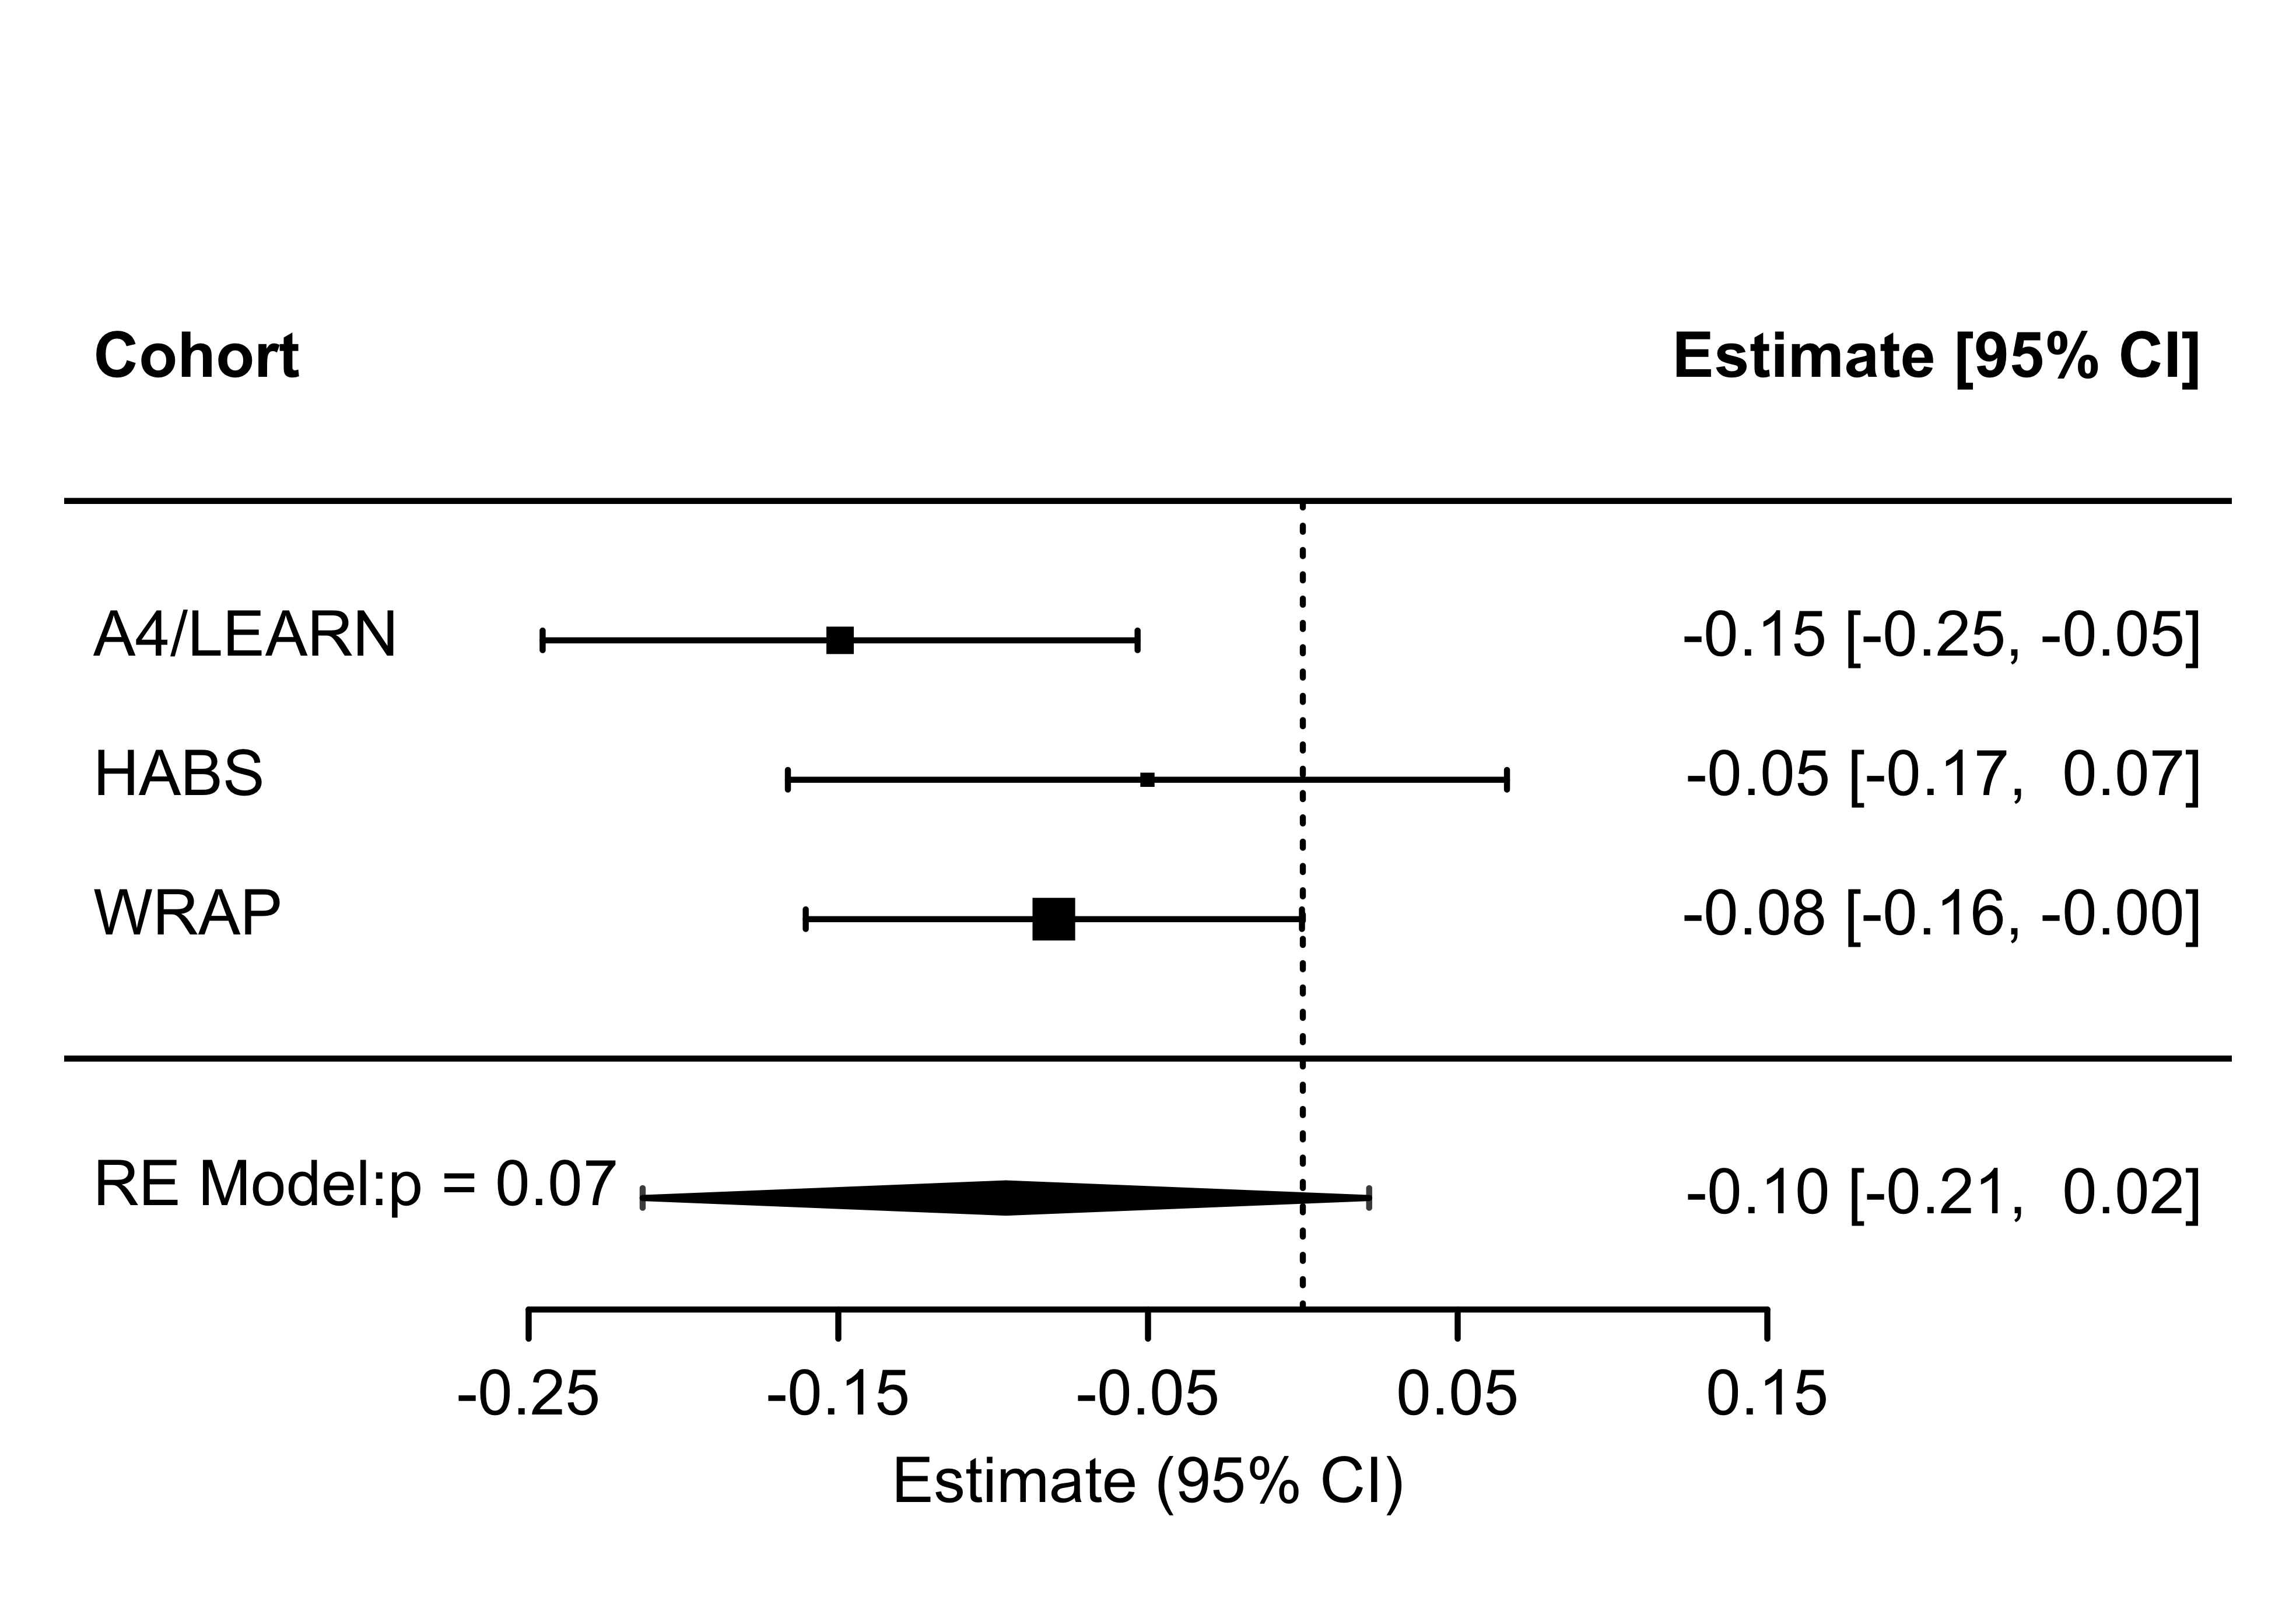 Cohort Estimate [95% CI]
A4/LEARN -0.15 [-0.25, -0.05]
HABS -0.05 [-0.17, 0.07]
WRAP -0.08 [-0.16, -0.00]
RE Model:p = 0.07 -0.10 [-0.21, 0.02]
-0.25 -0.15 -0.05 0.05 0.15
Estimate (95% CI)